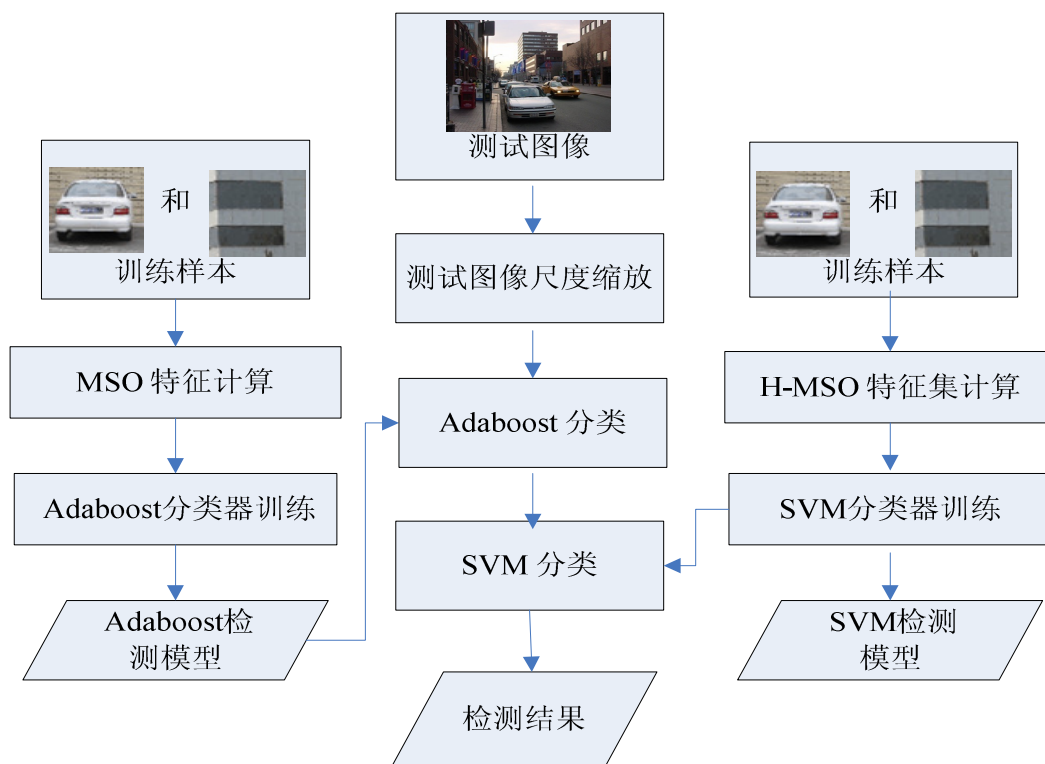 测试图像
和
训练样本
MSO 特征计算
Adaboost分类器训练
Adaboost检
测模型
测试图像尺度缩放
Adaboost 分类
SVM 分类
检测结果
和
训练样本
H-MSO 特征集计算
SVM分类器训练
SVM检测
模型